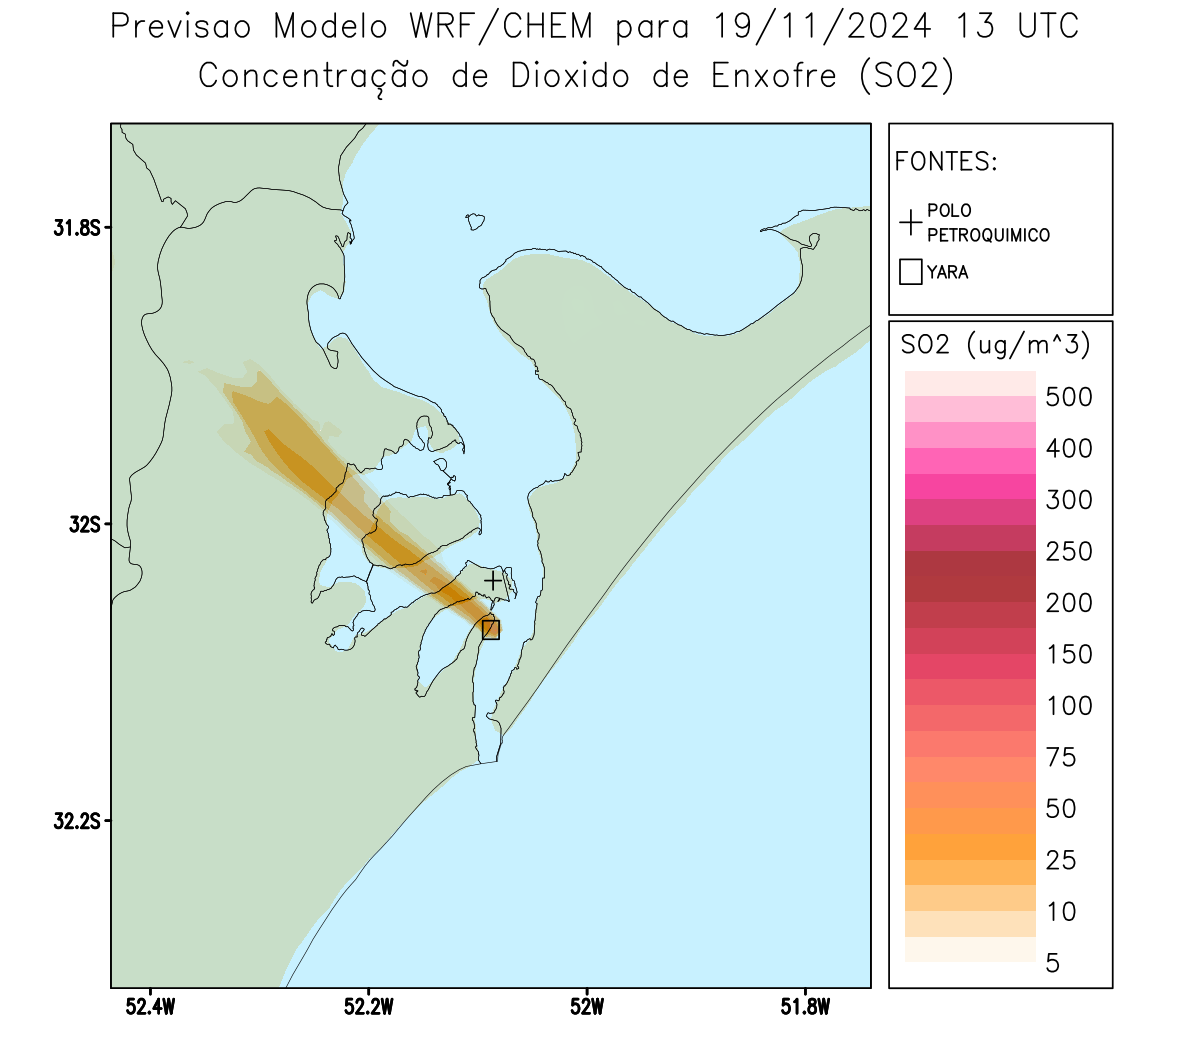 Previsao Modelo WRF/CHEM para 19/11/2024 13 UTC
Concentração de Dioxido de Enxofre (SO2)
FONTES:
POLO
PETROQUIMICO
YARA
SO2 (ug/m^3)
500
400
300
250
200
150
100
75
50
25
10
5
31.8S
32S
32.2S
52.4W
52.2W
52W
51.8W